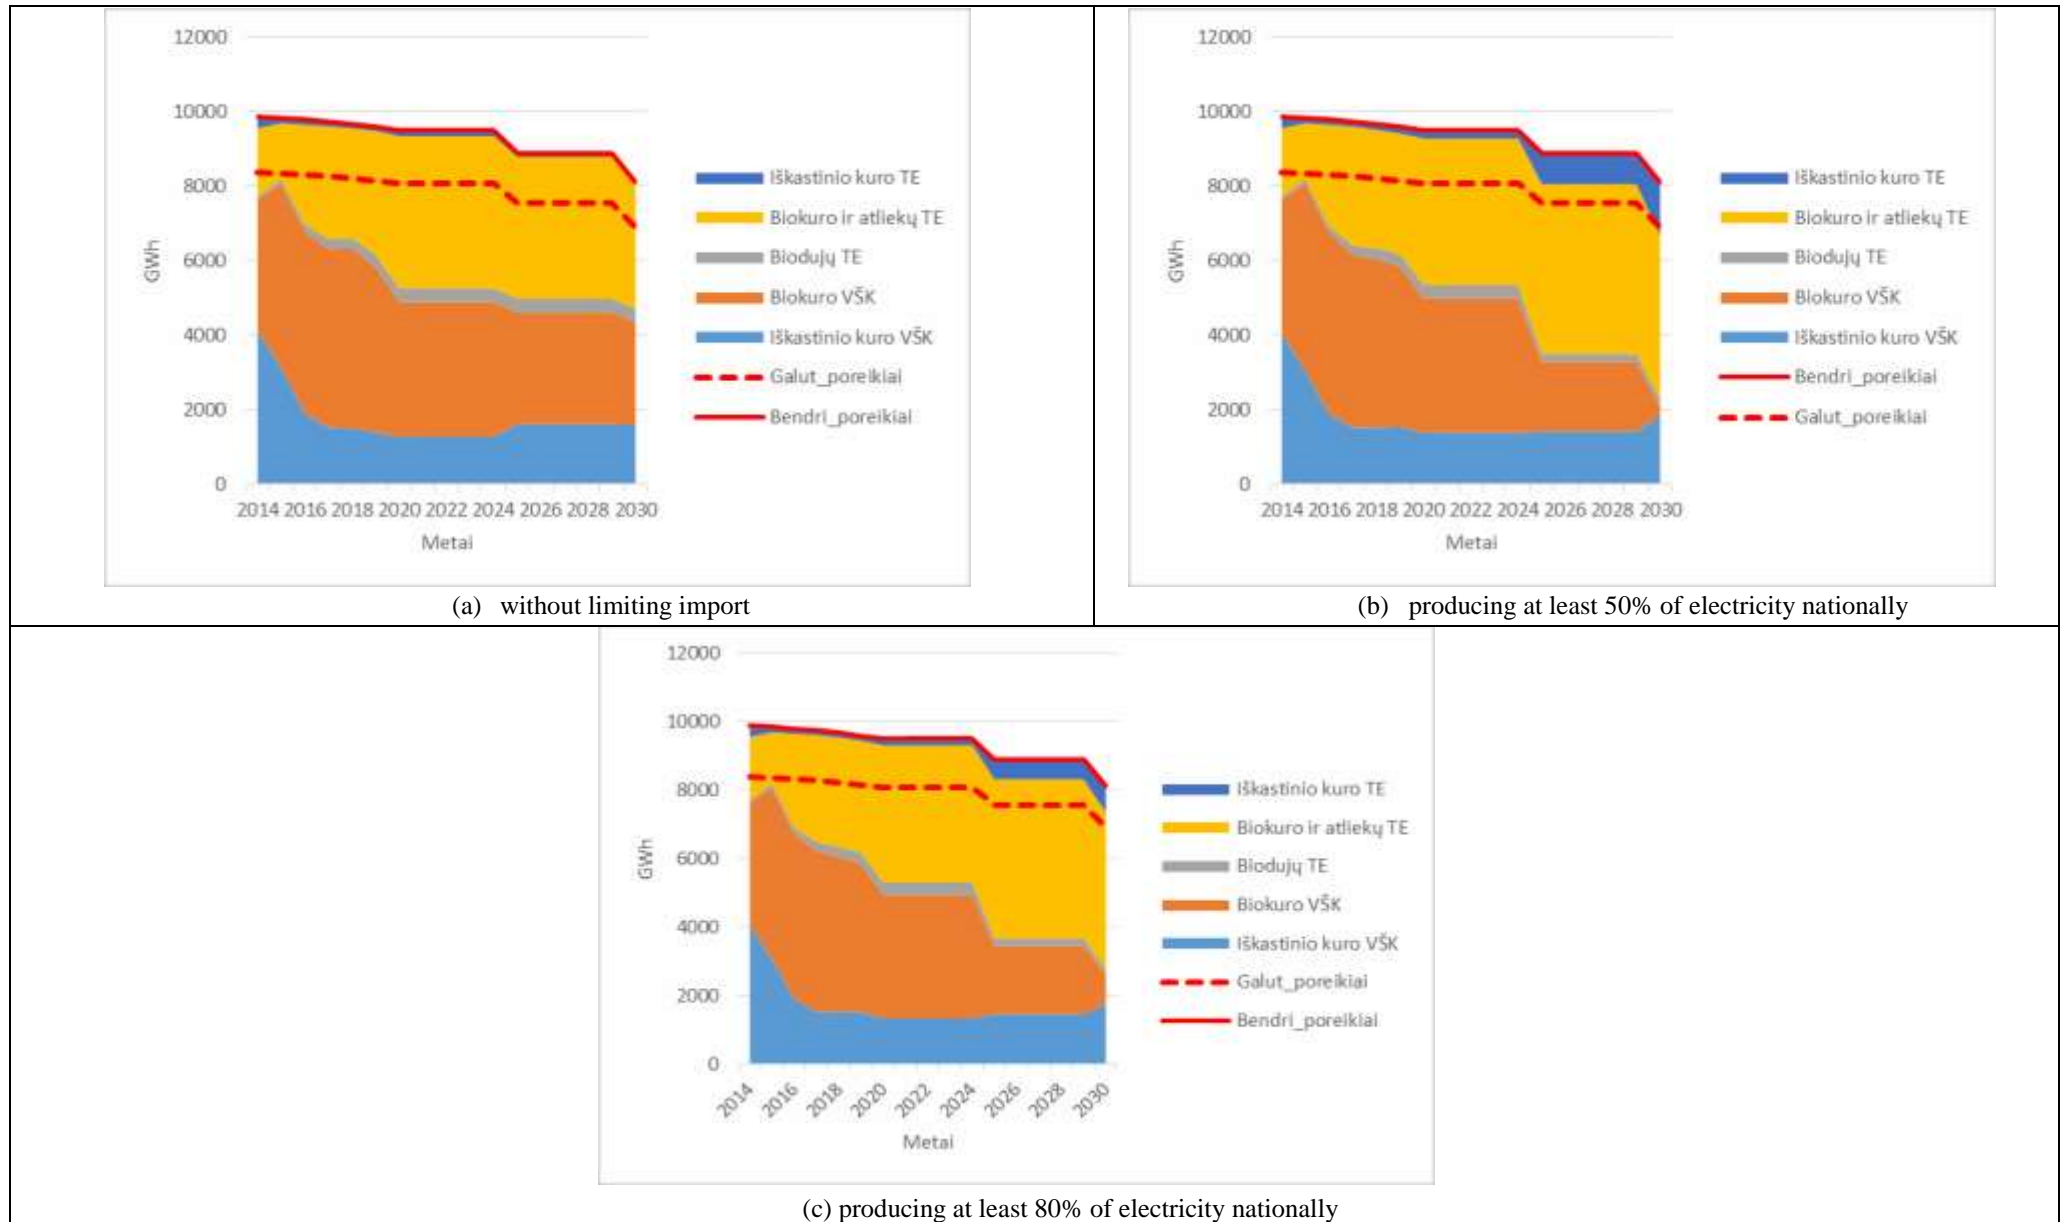 12000
10000
8000
6000
4000
2000
0
GWh
2014 2016 2018 2020 2022 2024 2026 2028 2030
Metai
Iškastinio kuro TE
Biokuro ir atliekų TE
Biodujų TE
Biokuro VŠK
Iškastinio kuro VŠK
Galut_poreikiai
Bendri_poreikiai
(a) without limiting import
12000
10000
8000
6000
4000
2000
0
GWh
2014 2016 2018 2020 2022 2024 2026 2028 2030
Metai
Iškastinio kuro TE
Biokuro ir atliekų TE
Biodujų TE
Biokuro VŠK
Iškastinio kuro VŠK
Bendri_poreikiai
Galut_poreikiai
(b) producing at least 50% of electricity nationally
12000
10000
8000
6000
4000
2000
0
GWh
2014 2016 2018 2020 2022 2024 2026 2028 2030
Metai
Iškastinio kuro TE
Biokuro ir atliekų TE
Biodujų TE
Biokuro VŠK
Iškastinio kuro VŠK
Galut_poreikiai
Bendri_poreikiai
(c) producing at least 80% of electricity nationally